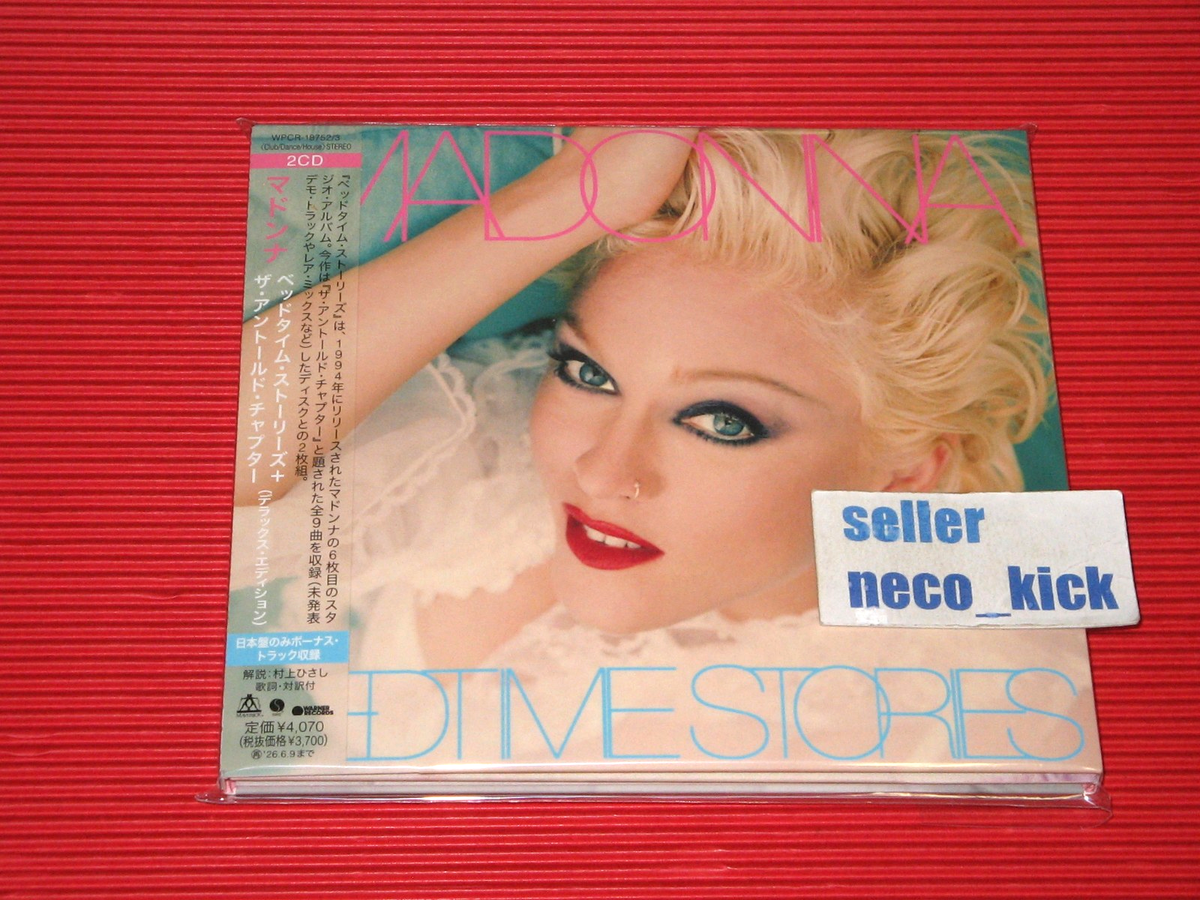 WPCR-18752/3
(Club/Dance/House) STEREO
2CD
『ベッドタイム・ストーリーズ』は、1994年にリリースされたマドンナの6枚目のスタ
ジオ・アルバム。今作は『ザ・アントールド・チャプター』と題された全9曲を収録(未発表
デモ・トラックやレア・ミックスなど)したディスクとの2枚組。
マドンナ
ベッドタイム・ストーリーズ+
ザ・アントールド・チャプター (デラックス・エディション)
日本盤のみボーナス・
トラック収録
解説:村上ひさし
歌詞・対訳付
WARNER
RECORDS
定価¥4,070
(税抜価格¥3,700)
'26.6.9まで
MADONNA
EDTIME STORIES
seller
neco_kick